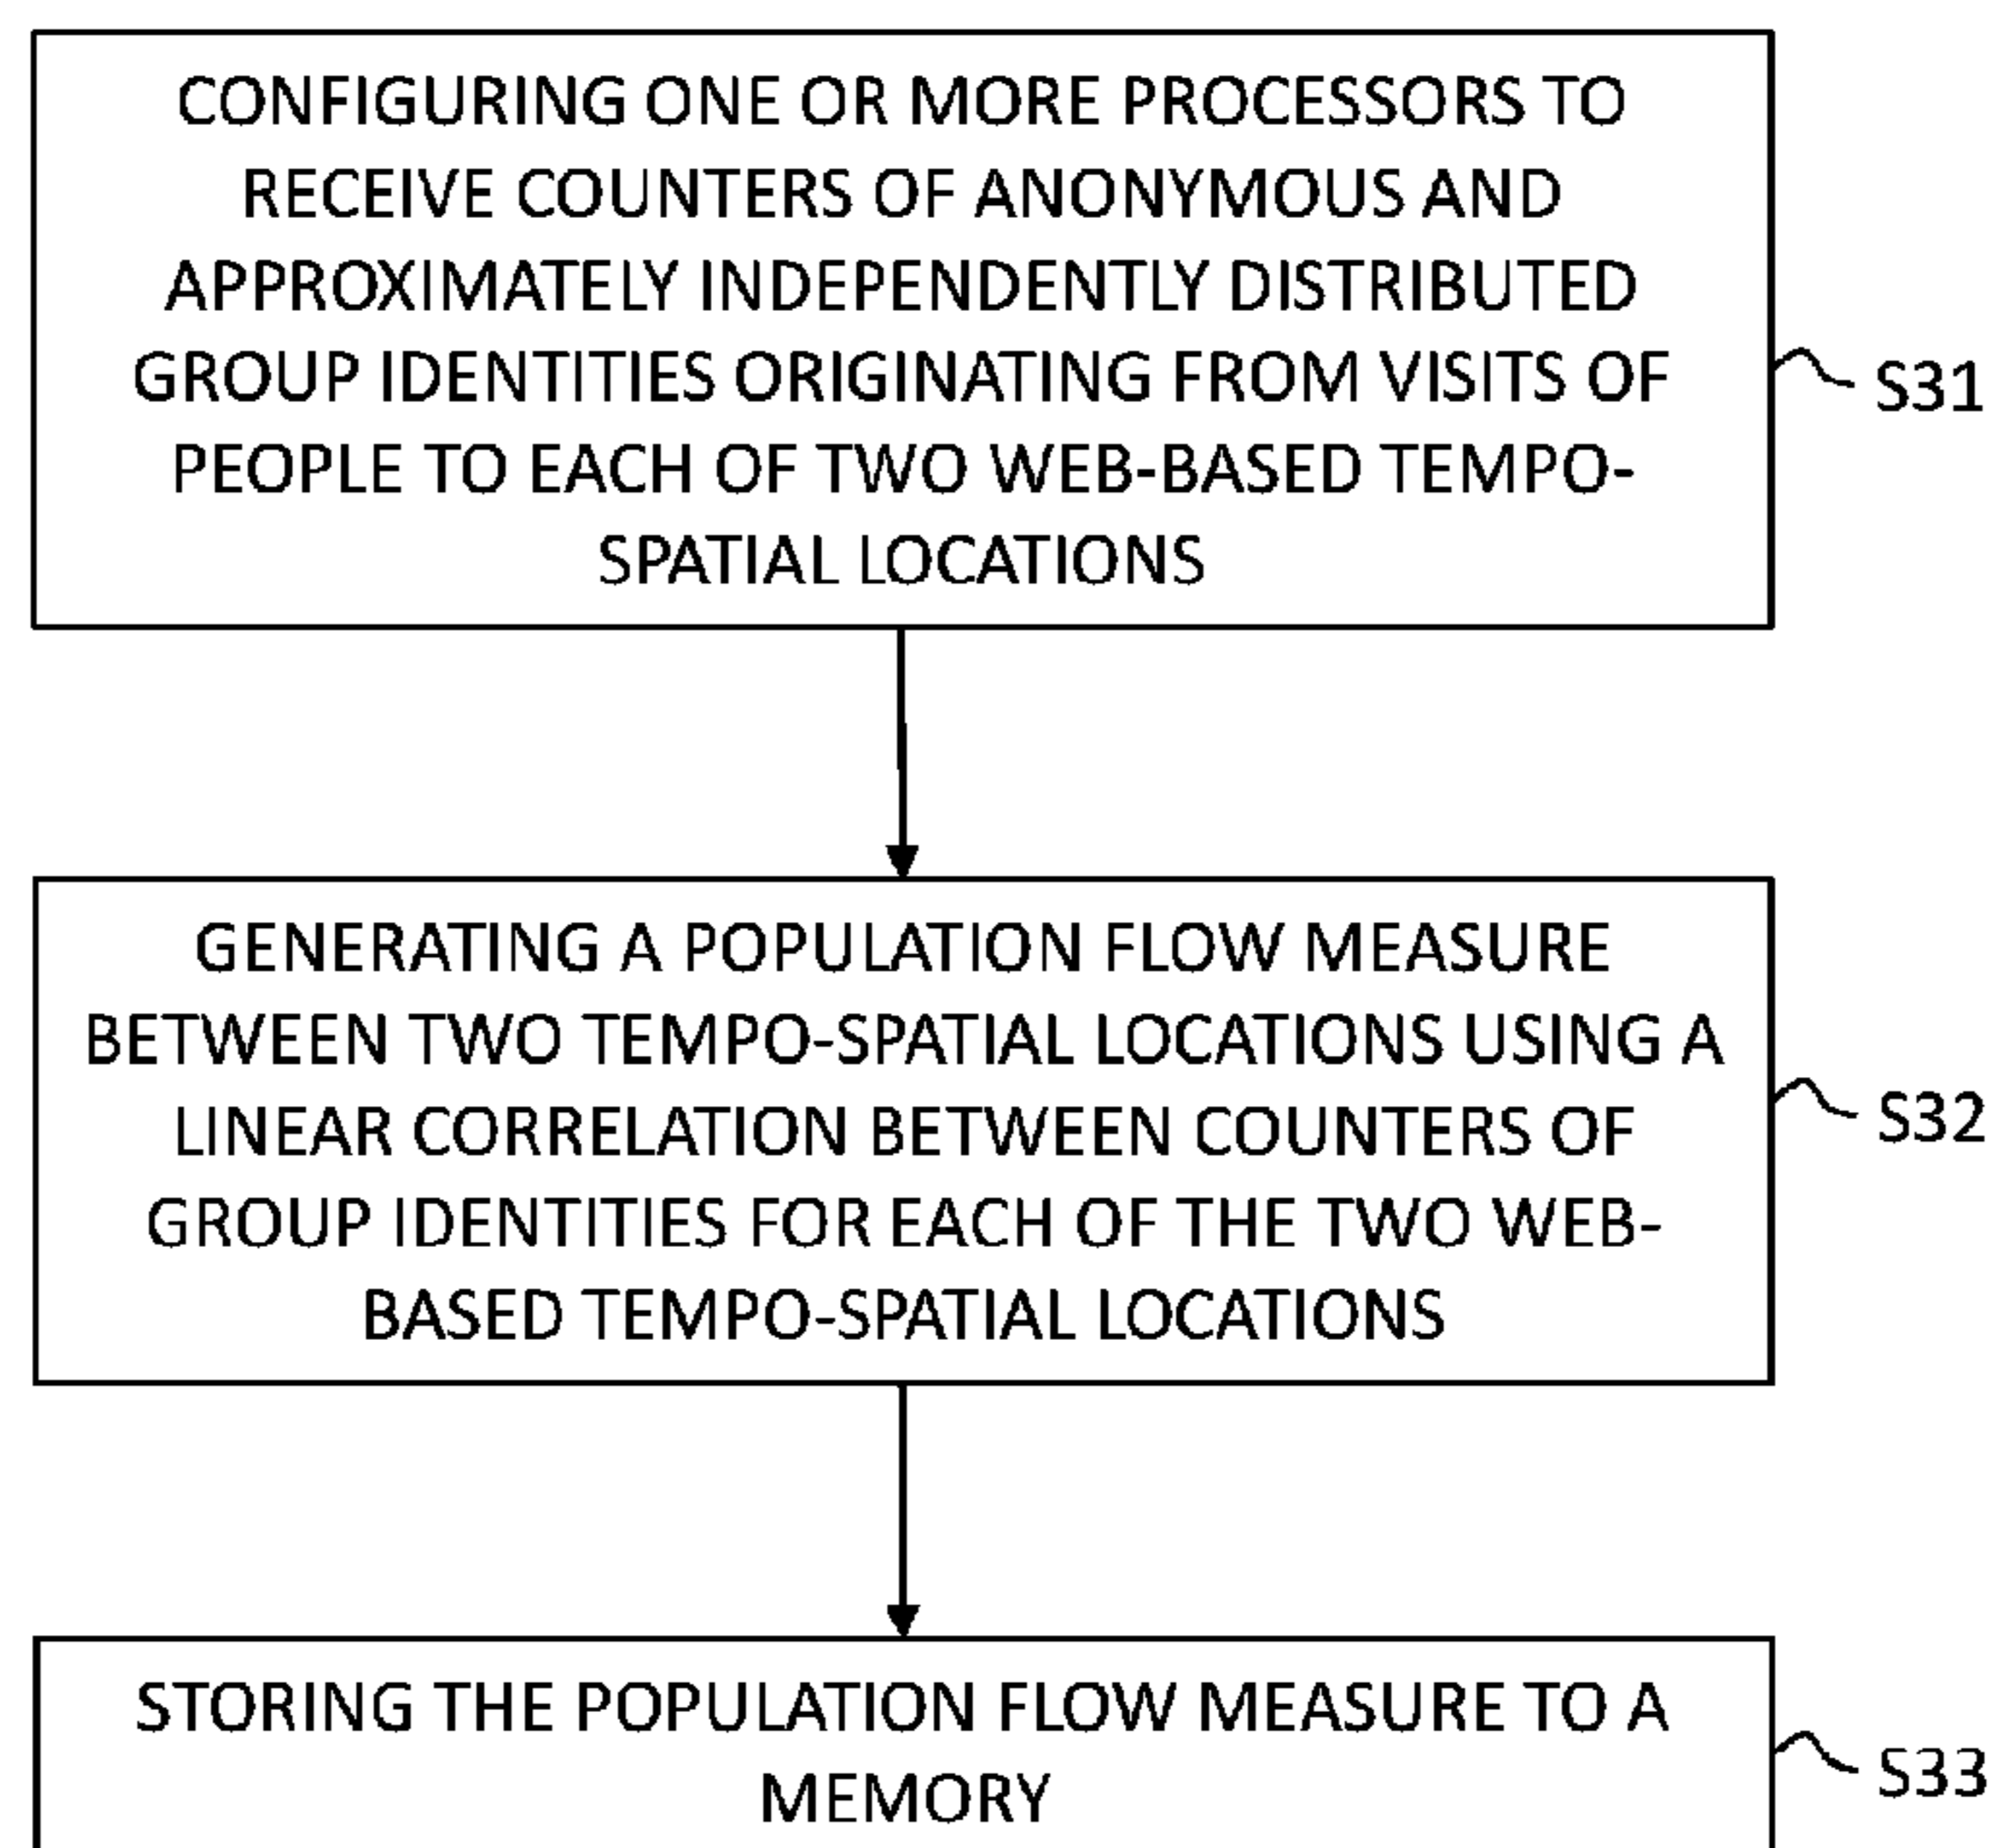 CONFIGURING ONE OR MORE PROCESSORS TO
RECEIVE COUNTERS OF ANONYMOUS AND
APPROXIMATELY INDEPENDENTLY DISTRIBUTED
GROUP IDENTITIES ORIGINATING FROM VISITS OF
PEOPLE TO EACH OF TWO WEB-BASED TEMPO-
SPATIAL LOCATIONS
S31
GENERATING A POPULATION FLOW MEASURE
BETWEEN TWO TEMPO-SPATIAL LOCATIONS USING A
LINEAR CORRELATION BETWEEN COUNTERS OF
GROUP IDENTITIES FOR EACH OF THE TWO WEB-
BASED TEMPO-SPATIAL LOCATIONS
S32
STORING THE POPULATION FLOW MEASURE TO A
MEMORY
S33